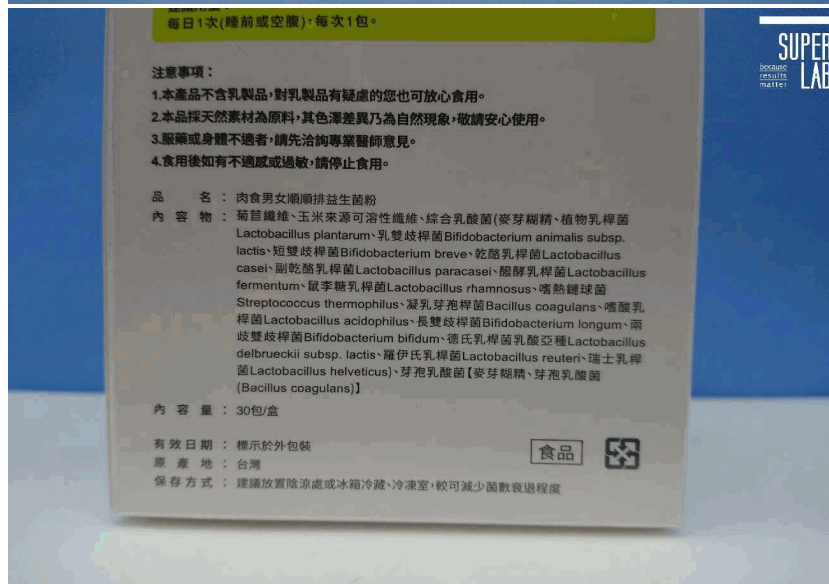 每日1次(睡前或空腹)，每次1包。
SUPER
LAB
because
results
matter
注意事項：
1.本產品不含乳製品，對乳製品有疑慮的您也可放心食用。
2.本品採天然素材為原料，其色澤差異乃為自然現象，敬請安心使用。
3.服藥或身體不適者，請先洽詢專業醫師意見。
4.食用後如有不適感或過敏，請停止食用。
品名：肉食男女順順排益生菌粉
內容物：菊苣纖維、玉米來源可溶性纖維、綜合乳酸菌(麥芽糊精、植物乳桿菌
Lactobacillus plantarum、乳雙歧桿菌Bifidobacterium animalis subsp.
lactis、短雙歧桿菌Bifidobacterium breve、乾酪乳桿菌Lactobacillus
casei、副乾酪乳桿菌Lactobacillus paracasei、醱酵乳桿菌Lactobacillus
fermentum、鼠李糖乳桿菌Lactobacillus rhamnosus、嗜熱鏈球菌
Streptococcus thermophilus、凝乳芽孢桿菌Bacillus coagulans、嗜酸乳
桿菌Lactobacillus acidophilus、長雙歧桿菌Bifidobacterium longum、兩
歧雙歧桿菌Bifidobacterium bifidum、德氏乳桿菌乳酸亞種Lactobacillus
delbrueckii subsp. lactis、羅伊氏乳桿菌Lactobacillus reuteri、瑞士乳桿
菌Lactobacillus helveticus)、芽孢乳酸菌【麥芽糊精、芽孢乳酸菌
(Bacillus coagulans)】
內容量：30包/盒
有效日期：標示於外包裝
食品
原產地：台灣
保存方式：建議放置陰涼處或冰箱冷藏、冷凍室，較可減少菌數衰退程度